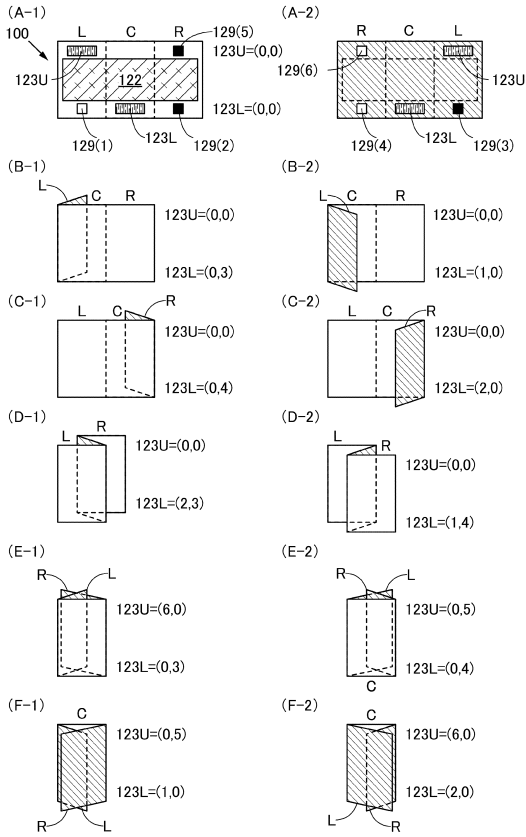 (A-1)
L C R
100
129(5)
123U=(0,0)
123U
122
123L=(0,0)
129(1)
123L
129(2)
(A-2)
R C L
129(6)
123U
123L
129(4)
129(3)
(B-1)
L C R
123U=(0,0)
123L=(0,3)
(B-2)
L C R
123U=(0,0)
123L=(1,0)
(C-1)
L C R
123U=(0,0)
123L=(0,4)
(C-2)
L C R
123U=(0,0)
123L=(2,0)
(D-1)
L R
123U=(0,0)
123L=(2,3)
(D-2)
L R
123U=(0,0)
123L=(1,4)
(E-1)
R L
123U=(6,0)
123L=(0,3)
(E-2)
R L
123U=(0,5)
123L=(0,4)
C
(F-1)
C
123U=(0,5)
123L=(1,0)
R L
(F-2)
C
123U=(6,0)
123L=(2,0)
L R